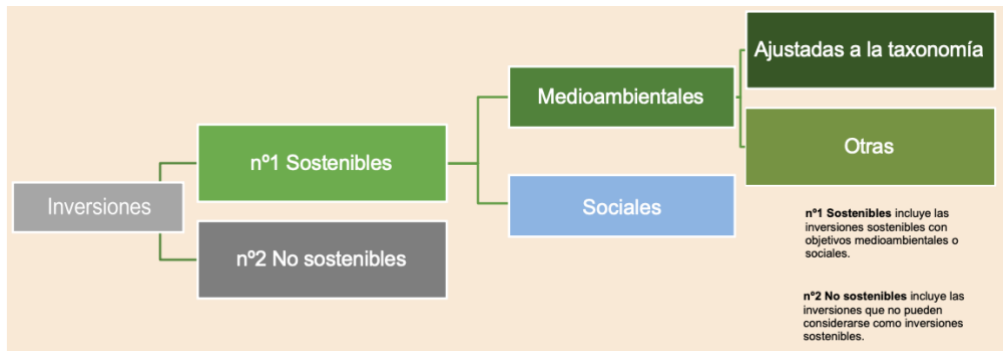 Inversiones
nº1 Sostenibles
nº2 No sostenibles
Medioambientales
Sociales
Ajustadas a la taxonomía
Otras
nº1 Sostenibles incluye las
inversiones sostenibles con
objetivos medioambientales o
sociales.
nº2 No sostenibles incluye las
inversiones que no pueden
considerarse como inversiones
sostenibles.